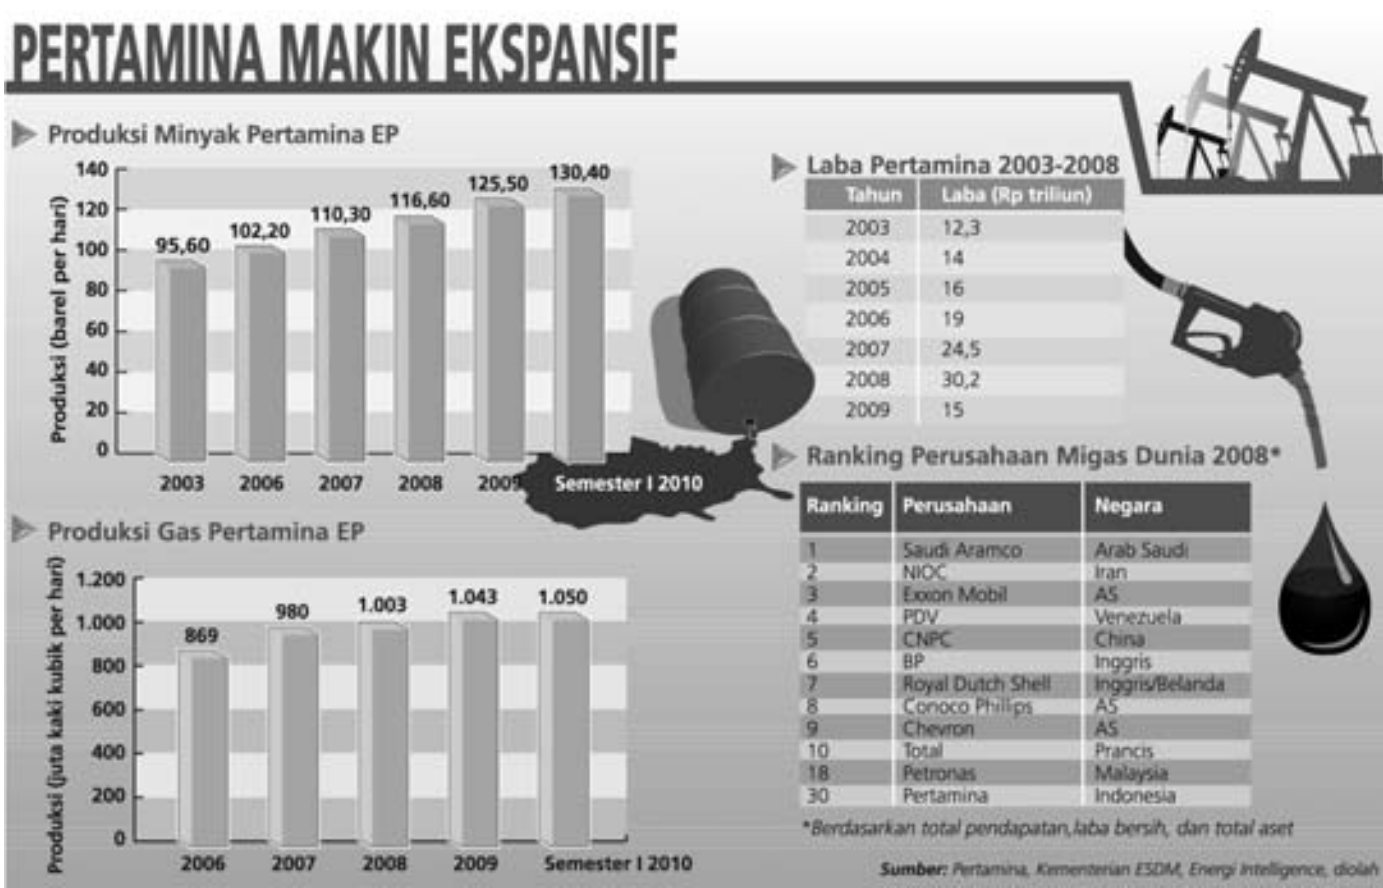 PERTAMINA MAKIN EKSPANSIF
Produksi Minyak Pertamina EP
Produksi (barel per hari)
140
120
100
80
60
40
20
0
95,60
102,20
110,30
116,60
125,50
130,40
2003
2006
2007
2008
2009
Semester I 2010
Produksi Gas Pertamina EP
Produksi (juta kaki kubik per hari)
1.200
1.000
800
600
400
200
0
869
980
1.003
1.043
1.050
2006
2007
2008
2009
Semester I 2010
Laba Pertamina 2003-2008
Tahun Laba (Rp triliun)
2003 12,3
2004 14
2005 16
2006 19
2007 24,5
2008 30,2
2009 15
Ranking Perusahaan Migas Dunia 2008*
Ranking Perusahaan Negara
1 Saudi Aramco Arab Saudi
2 NIOC Iran
3 Exxon Mobil AS
4 PDV Venezuela
5 CNPC China
6 BP Inggris
7 Royal Dutch Shell Inggris/Belanda
8 Conoco Phillips AS
9 Chevron AS
10 Total Prancis
18 Petronas Malaysia
30 Pertamina Indonesia
*Berdasarkan total pendapatan,laba bersih, dan total aset
Sumber: Pertamina, Kementerian ESDM, Energi Intelligence, diolah